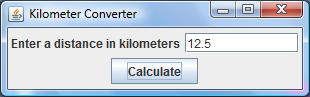 Kilometer Converter
Enter a distance in kilometers 12.5
Calculate